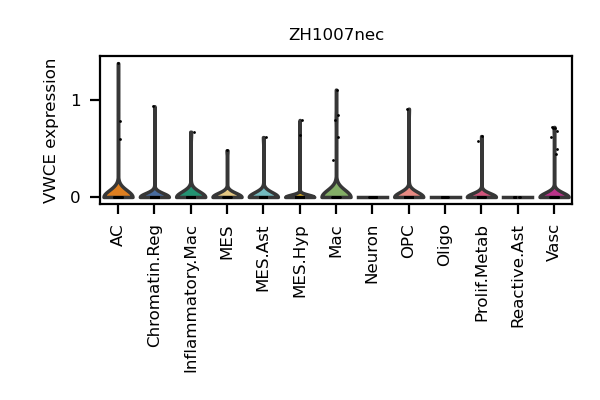 ZH1007nec
VWCE expression
1
0
AC
Chromatin.Reg
Inflammatory.Mac
MES
MES.Ast
MES.Hyp
Mac
Neuron
OPC
Oligo
Prolif.Metab
Reactive.Ast
Vasc